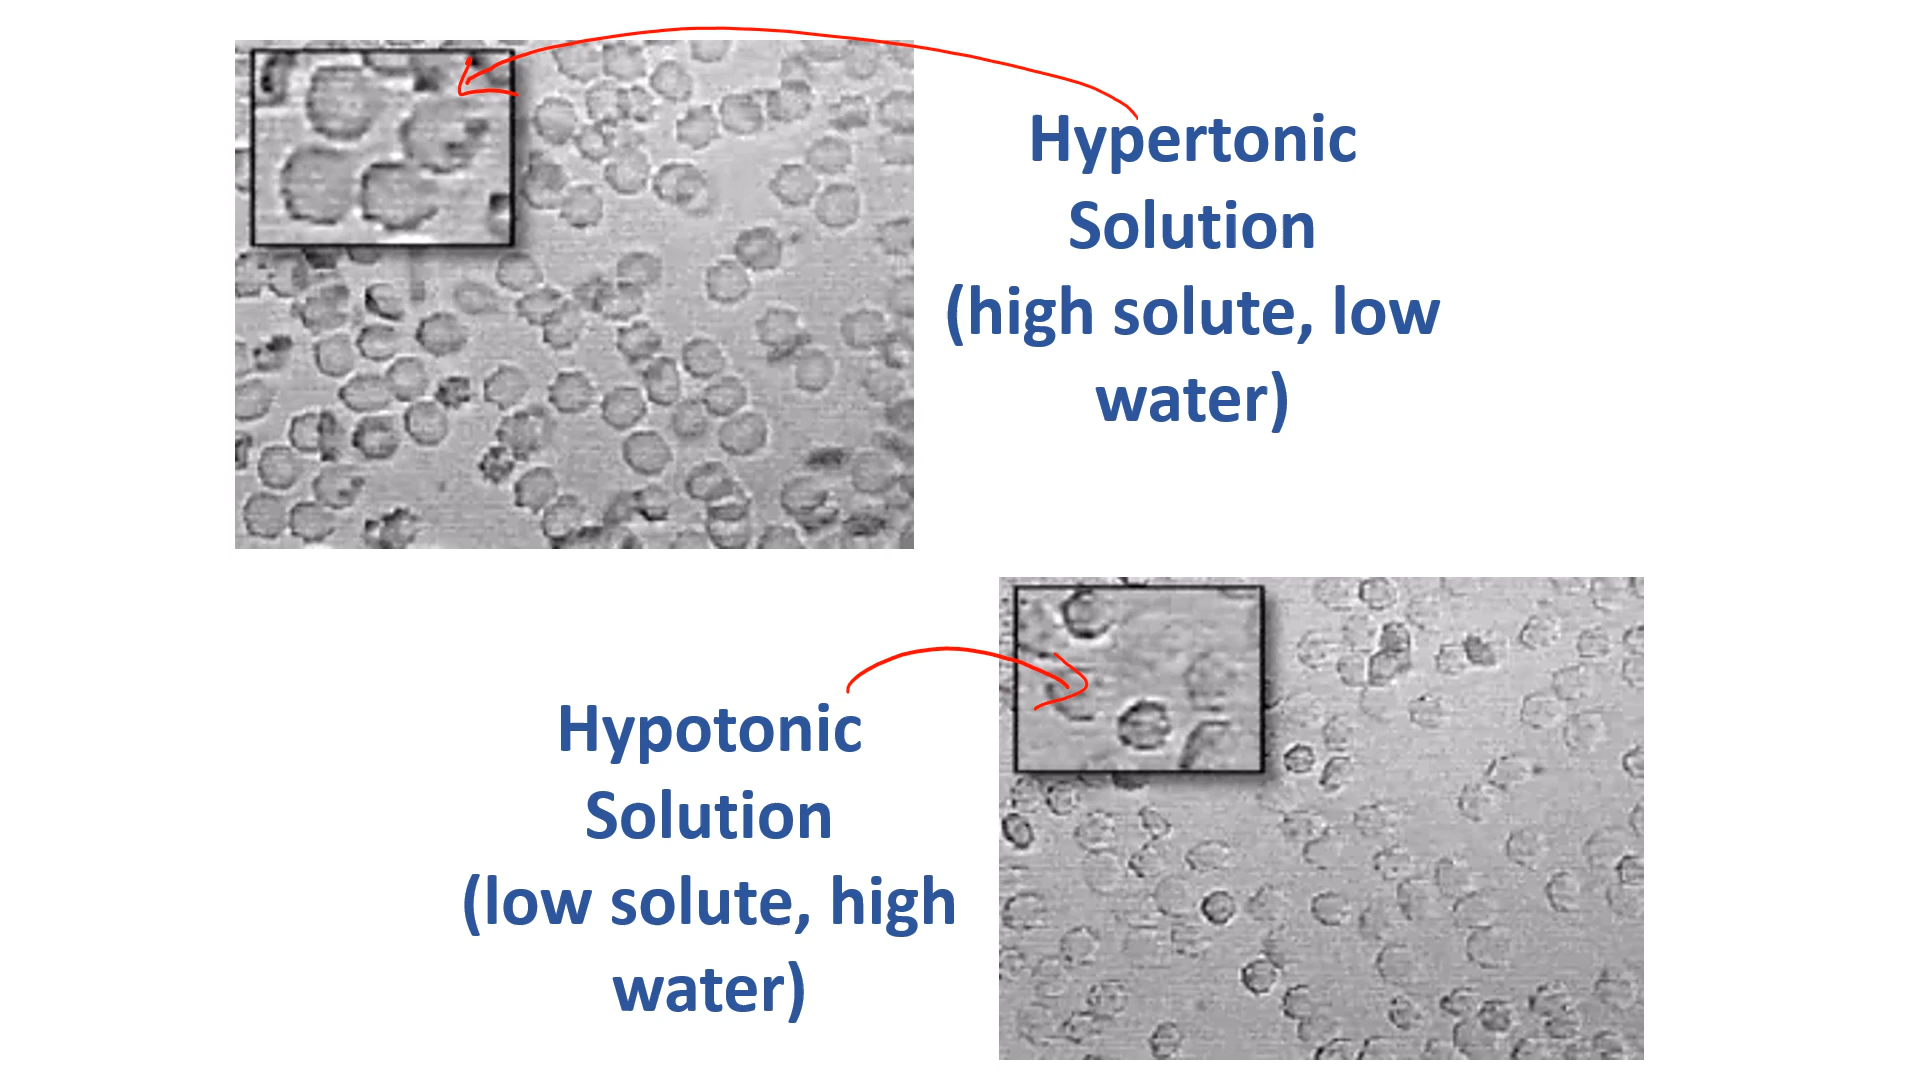 Hypertonic
Solution
(high solute, low
water)
Hypotonic
Solution
(low solute, high
water)